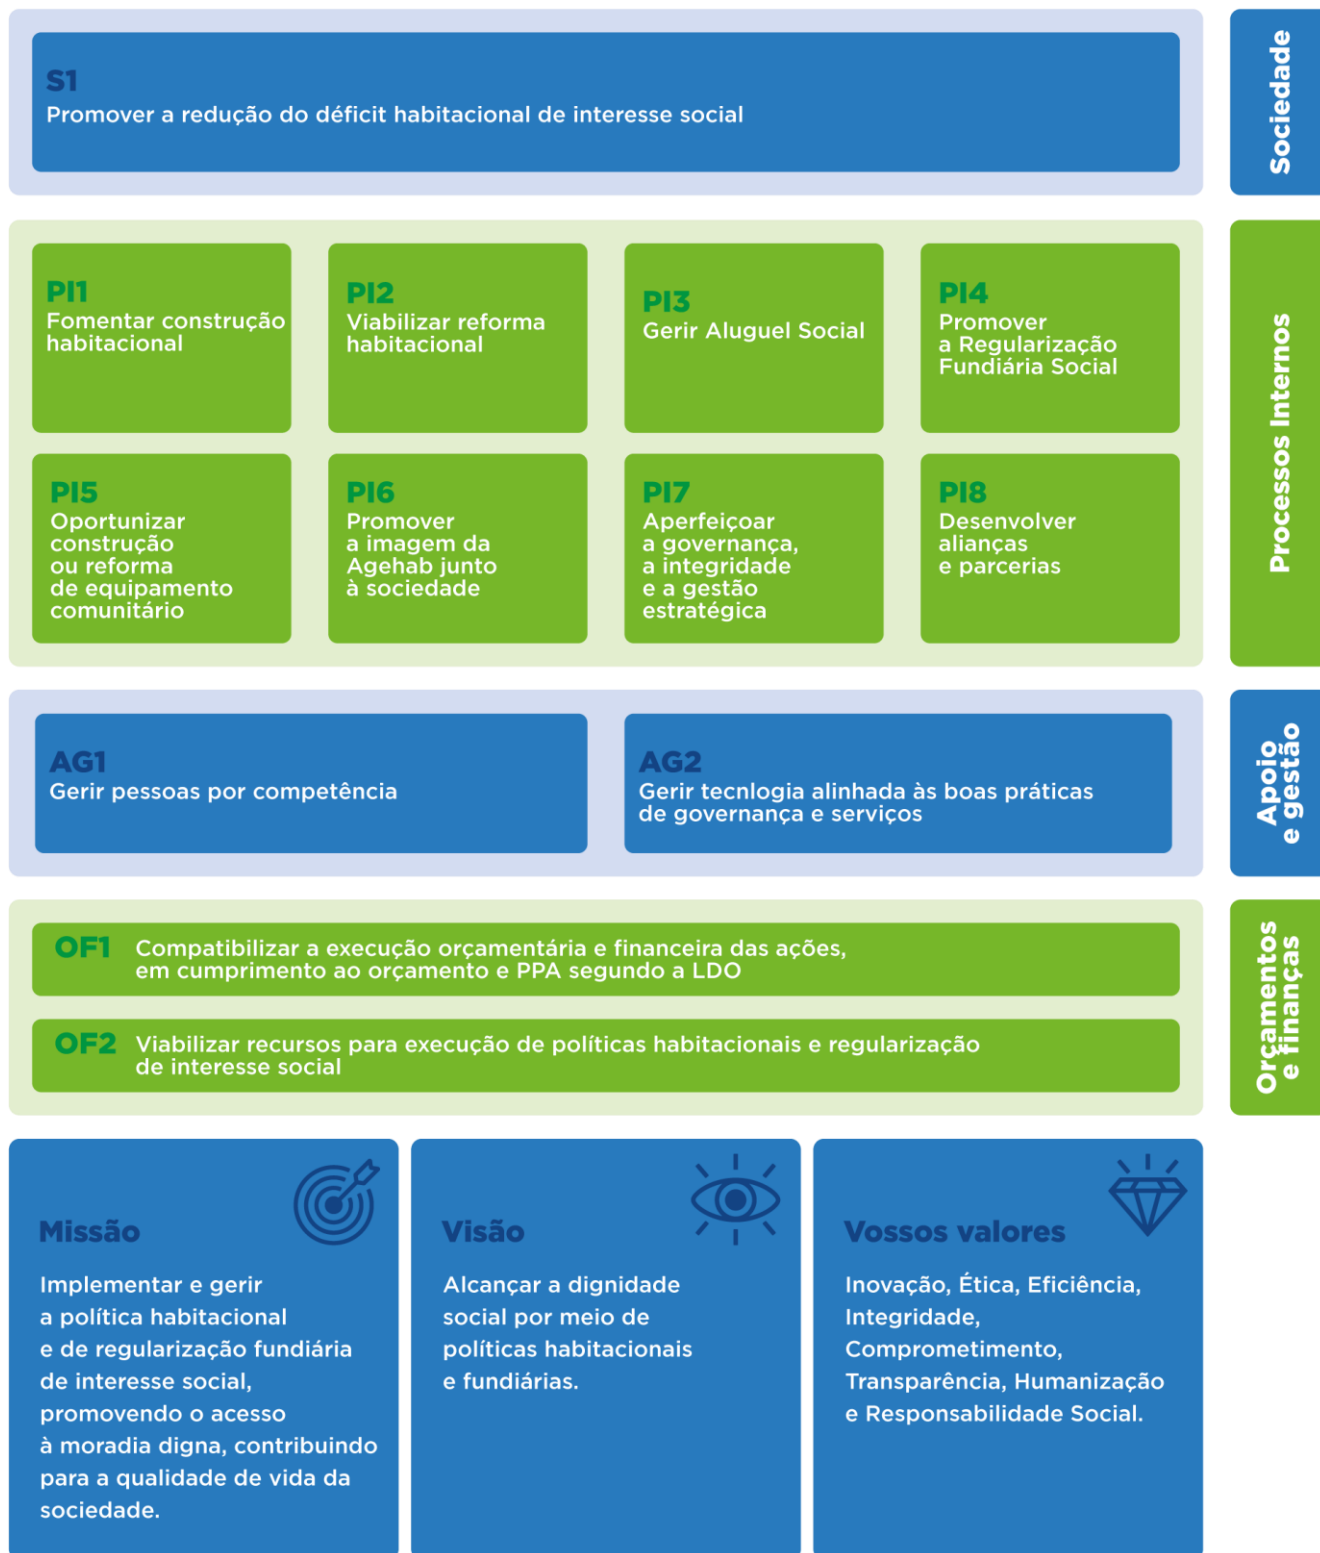 S1
Promover a redução do déficit habitacional de interesse social
Sociedade
PI1
Fomentar construção
habitacional
PI2
Viabilizar reforma
habitacional
PI3
Gerir Aluguel Social
PI4
Promover
a Regularização
Fundiária Social
PI5
Oportunizar
construção
ou reforma
de equipamento
comunitário
PI6
Promover
a imagem da
Agehab junto
à sociedade
PI7
Aperfeiçoar
a governança,
a integridade
e a gestão
estratégica
PI8
Desenvolver
alianças
e parcerias
Processos Internos
AG1
Gerir pessoas por competência
AG2
Gerir tecnlogia alinhada às boas práticas
de governança e serviços
Apoio
e gestão
OF1 Compatibilizar a execução orçamentária e financeira das ações,
em cumprimento ao orçamento e PPA segundo a LDO
OF2 Viabilizar recursos para execução de políticas habitacionais e regularização
de interesse social
Orçamentos
e finanças
Missão
Implementar e gerir
a política habitacional
e de regularização fundiária
de interesse social,
promovendo o acesso
à moradia digna, contribuindo
para a qualidade de vida da
sociedade.
Visão
Alcançar a dignidade
social por meio de
políticas habitacionais
e fundiárias.
Vossos valores
Inovação, Ética, Eficiência,
Integridade,
Comprometimento,
Transparência, Humanização
e Responsabilidade Social.